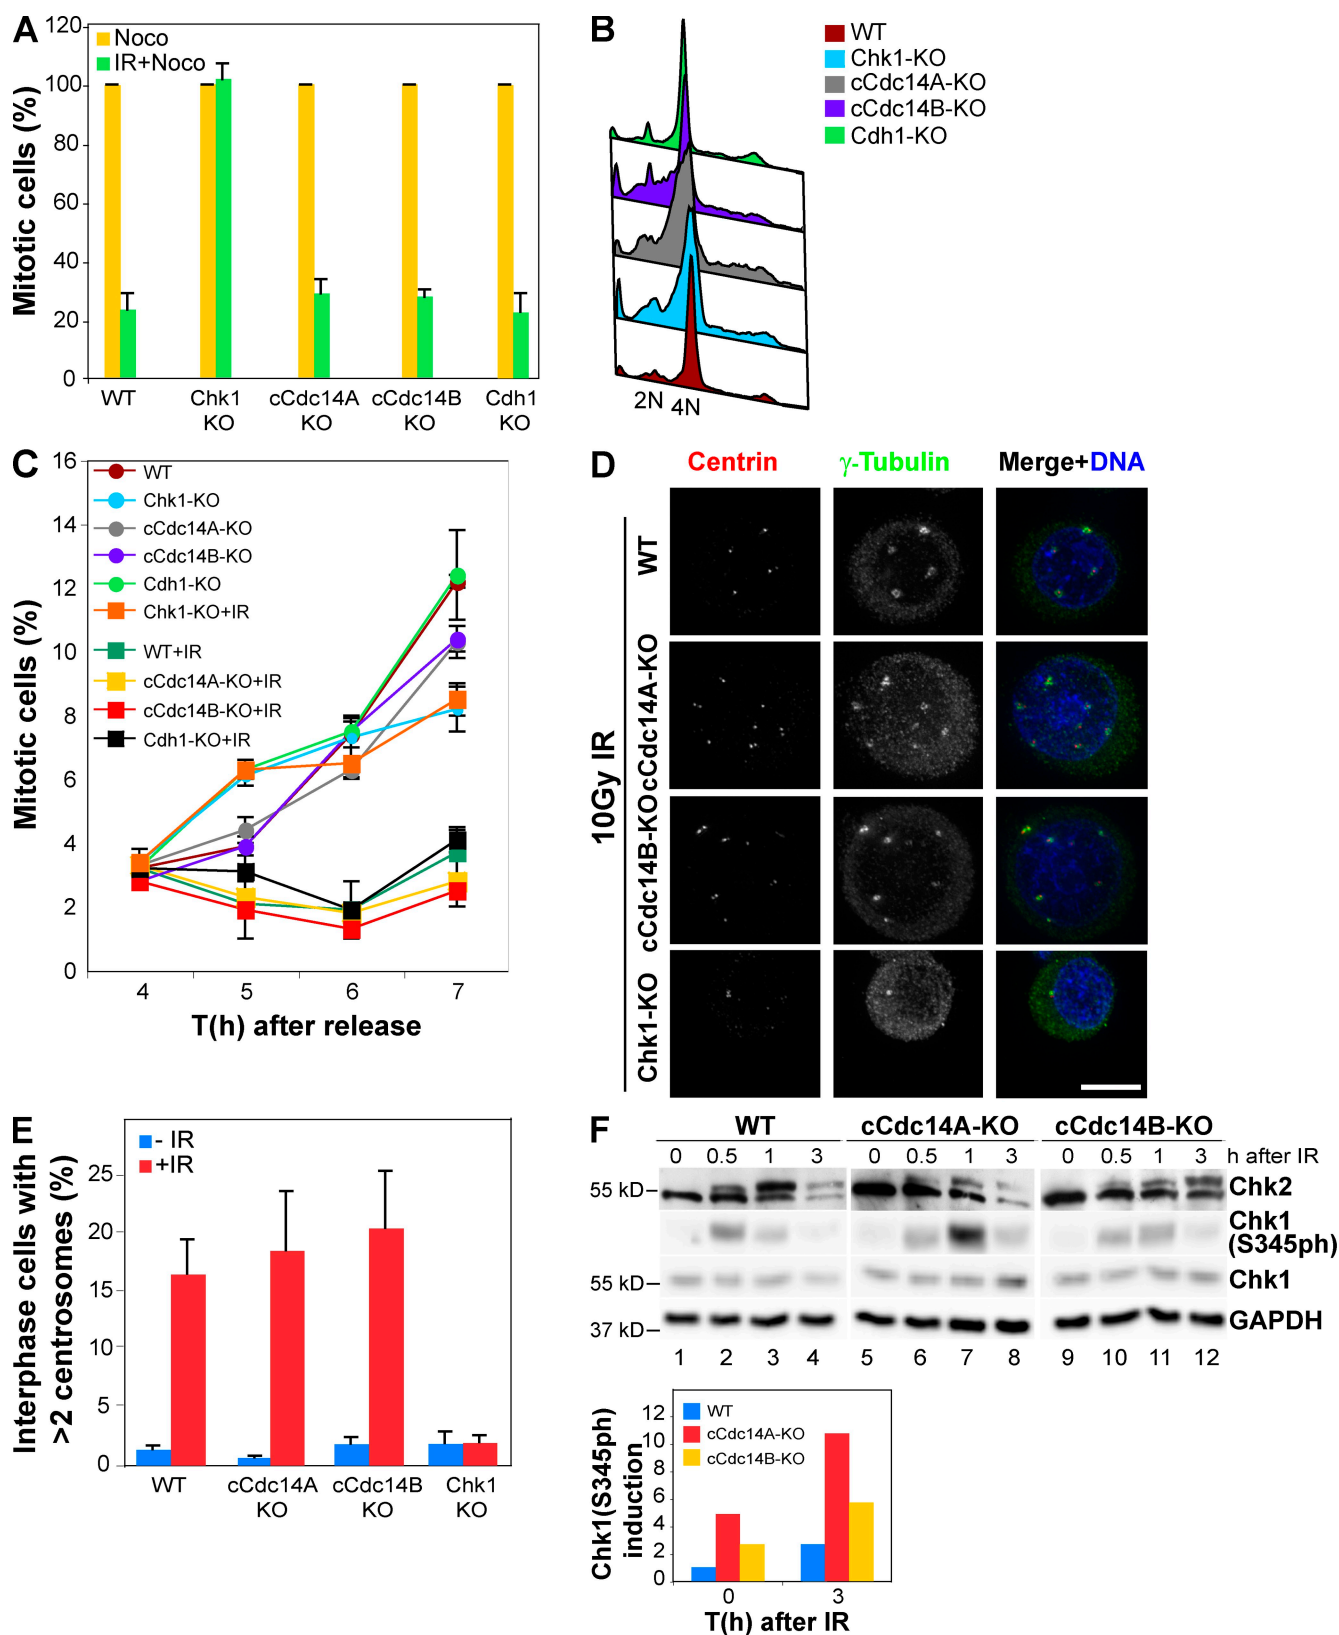 A
Mitotic cells (%)
120
100
80
60
40
20
0
Noco
IR+Noco
WT
Chk1
KO
cCdc14A
KO
cCdc14B
KO
Cdh1
KO
B
WT
Chk1-KO
cCdc14A-KO
cCdc14B-KO
Cdh1-KO
2N 4N
C
Mitotic cells (%)
16
14
12
10
8
6
4
2
0
WT
Chk1-KO
cCdc14A-KO
cCdc14B-KO
Cdh1-KO
Chk1-KO+IR
WT+IR
cCdc14A-KO+IR
cCdc14B-KO+IR
Cdh1-KO+IR
4 5 6 7
T(h) after release
D
Centrin γ-Tubulin Merge+DNA
10Gy IR
WT
cCdc14A-KO
cCdc14B-KO
Chk1-KO
E
Interphase cells with
>2 centrosomes (%)
25
20
15
10
5
0
- IR
+IR
WT
cCdc14A
KO
cCdc14B
KO
Chk1
KO
F
WT cCdc14A-KO cCdc14B-KO
0 0.5 1 3 0 0.5 1 3 0 0.5 1 3 h after IR
55 kD Chk2
Chk1
(S345ph)
55 kD Chk1
37 kD GAPDH
1 2 3 4 5 6 7 8 9 10 11 12
Chk1(S345ph)
induction
12
10
8
6
4
2
0
WT
cCdc14A-KO
cCdc14B-KO
0 3
T(h) after IR